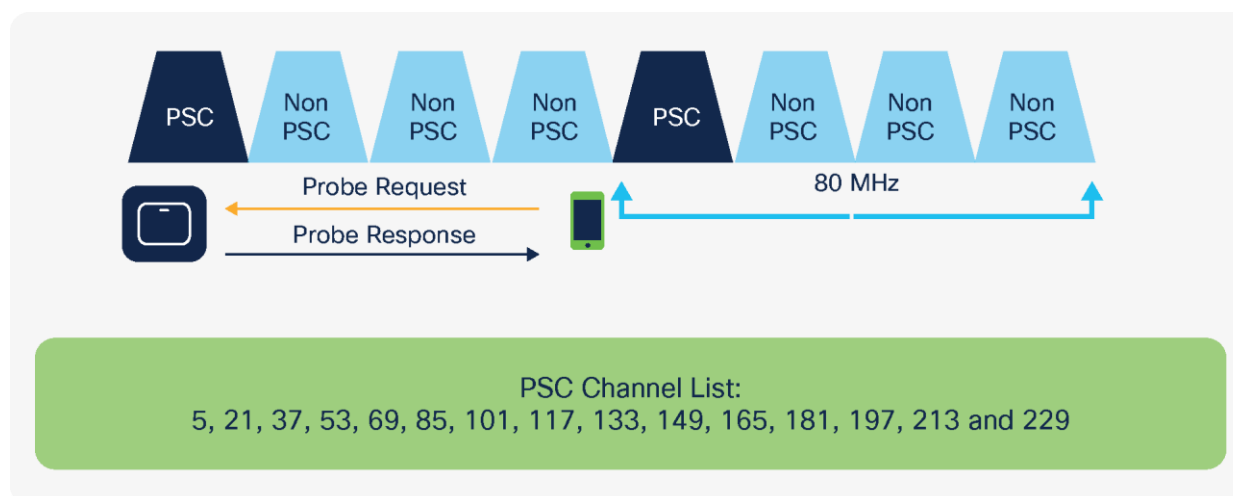 PSC
Non
PSC
Non
PSC
Non
PSC
PSC
Non
PSC
Non
PSC
Non
PSC
Probe Request
80 MHz
Probe Response
PSC Channel List:
5, 21, 37, 53, 69, 85, 101, 117, 133, 149, 165, 181, 197, 213 and 229